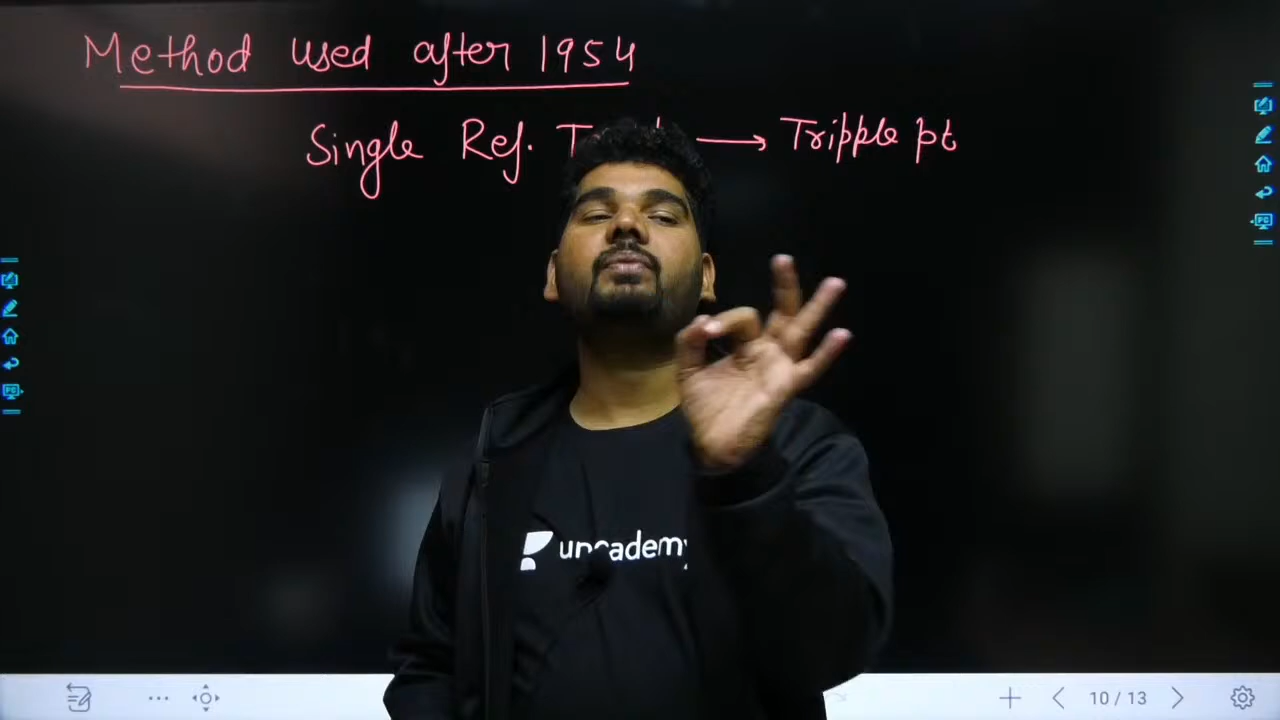 Method used after 1954
Single Ref. → Tripple pt
unacademy
10 / 13